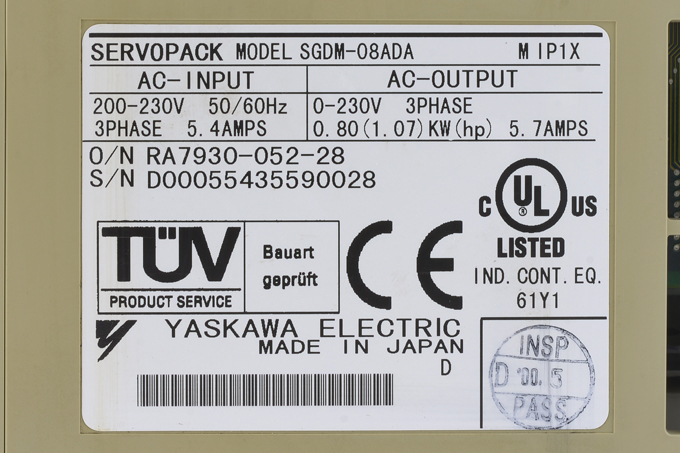 SERVOPACK MODEL SGDM-08ADA M IP1X
AC-INPUT AC-OUTPUT
200-230V 50/60Hz 0-230V 3PHASE
3PHASE 5.4AMPS 0.80(1.07)KW(hp) 5.7AMPS
O/N RA7930-052-28
S/N D00055435590028
C UL US
LISTED
IND. CONT. EQ.
61Y1
TÜV
PRODUCT SERVICE
Bauart
geprüft
CE
YASKAWA ELECTRIC
MADE IN JAPAN
D
INSP
D '00. 5
PASS